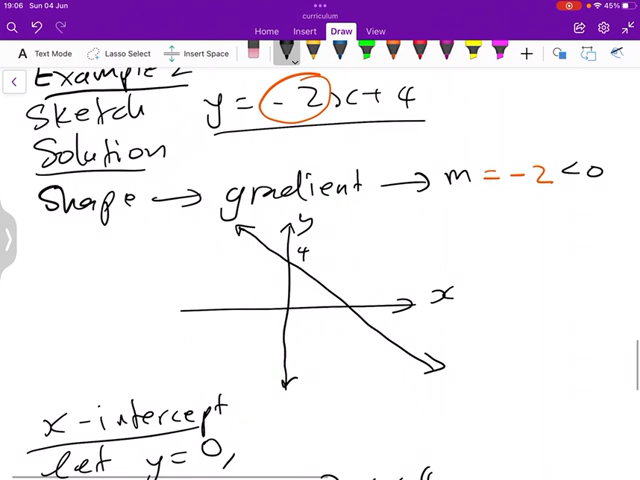 19:06 Sun 04 Jun
curriculum
45%
Home Insert Draw View
Text Mode Lasso Select Insert Space
Example 2
Sketch y = -2x + 4
Solution
Shape → gradient → m = -2 < 0
y
4
x
x-intercept
let y = 0,